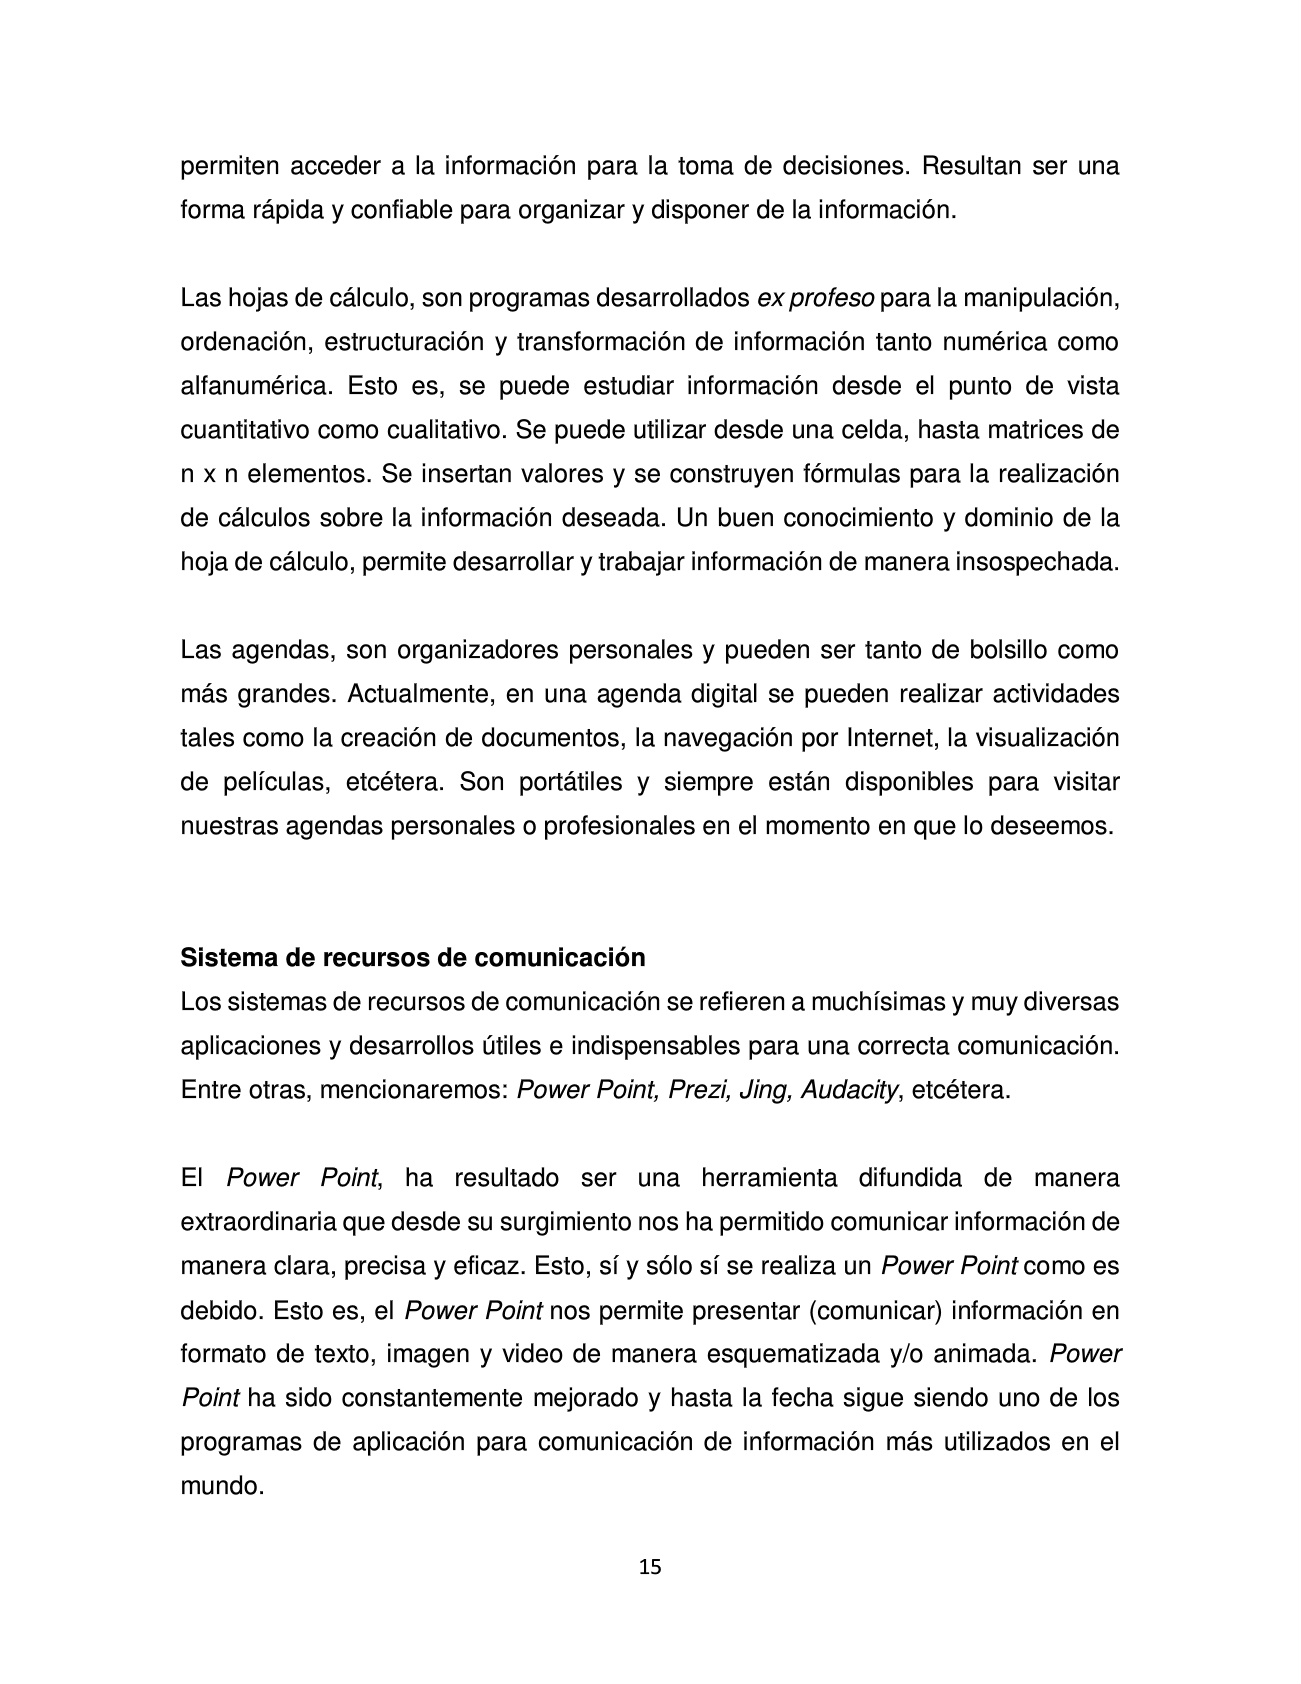 permiten acceder a la información para la toma de decisiones. Resultan ser una
forma rápida y confiable para organizar y disponer de la información.
Las hojas de cálculo, son programas desarrollados ex profeso para la manipulación,
ordenación, estructuración y transformación de información tanto numérica como
alfanumérica. Esto es, se puede estudiar información desde el punto de vista
cuantitativo como cualitativo. Se puede utilizar desde una celda, hasta matrices de
n x n elementos. Se insertan valores y se construyen fórmulas para la realización
de cálculos sobre la información deseada. Un buen conocimiento y dominio de la
hoja de cálculo, permite desarrollar y trabajar información de manera insospechada.
Las agendas, son organizadores personales y pueden ser tanto de bolsillo como
más grandes. Actualmente, en una agenda digital se pueden realizar actividades
tales como la creación de documentos, la navegación por Internet, la visualización
de películas, etcétera. Son portátiles y siempre están disponibles para visitar
nuestras agendas personales o profesionales en el momento en que lo deseemos.
Sistema de recursos de comunicación
Los sistemas de recursos de comunicación se refieren a muchísimas y muy diversas
aplicaciones y desarrollos útiles e indispensables para una correcta comunicación.
Entre otras, mencionaremos: Power Point, Prezi, Jing, Audacity, etcétera.
El Power Point, ha resultado ser una herramienta difundida de manera
extraordinaria que desde su surgimiento nos ha permitido comunicar información de
manera clara, precisa y eficaz. Esto, sí y sólo sí se realiza un Power Point como es
debido. Esto es, el Power Point nos permite presentar (comunicar) información en
formato de texto, imagen y video de manera esquematizada y/o animada. Power
Point ha sido constantemente mejorado y hasta la fecha sigue siendo uno de los
programas de aplicación para comunicación de información más utilizados en el
mundo.
15